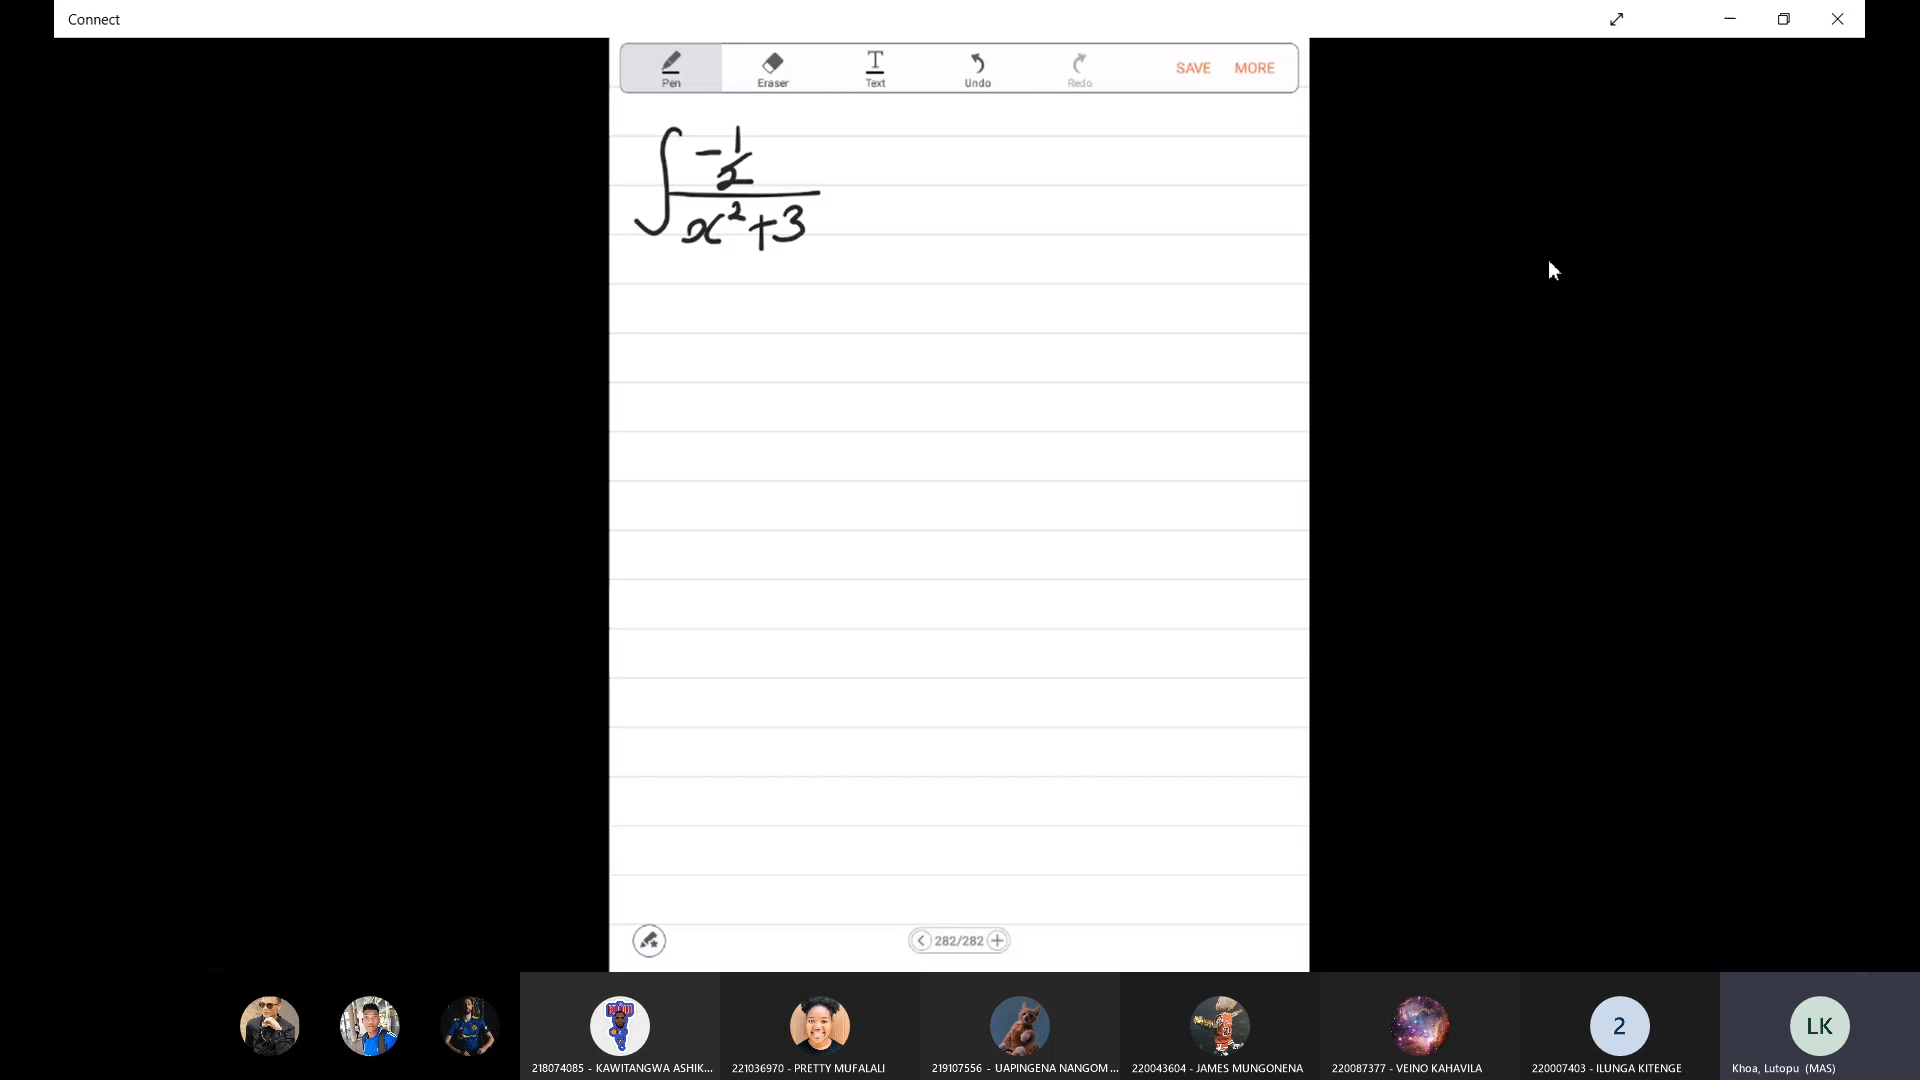 Connect
Pen
Eraser
Text
Undo
Redo
SAVE
MORE
∫ -1/2 / x² + 3
282/282
218074085 - KAWITANGWA ASHIK...
221036970 - PRETTY MUFALALI
219107556 - UAPINGENA NANGOM...
220043604 - JAMES MUNGONENA
220087377 - VEINO KAHAVILA
2
220007403 - ILUNGA KITENGE
LK
Khoa, Lutopu (MAS)